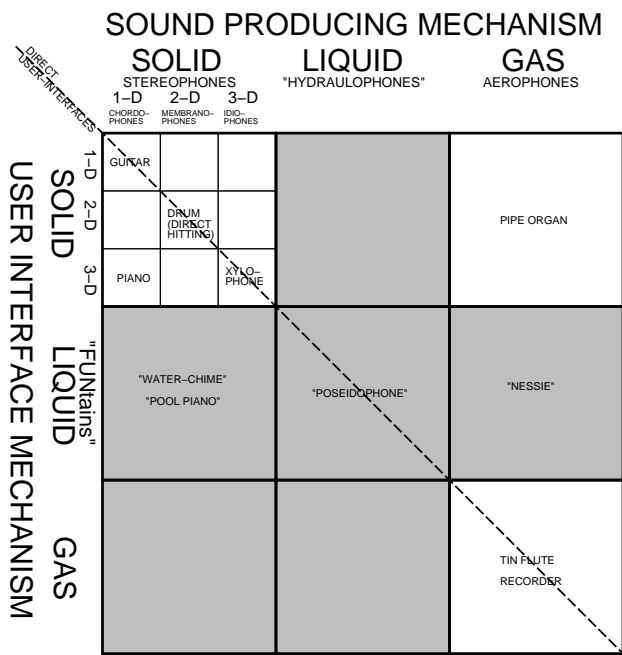 SOUND PRODUCING MECHANISM
SOLID
LIQUID
GAS
STEREOPHONES
"HYDRAULOPHONES"
AEROPHONES
1–D
2–D
3–D
CHORDO–
PHONES
MEMBRANO–
PHONES
IDIO–
PHONES
DIRECT
USER–INTERFACES
USER INTERFACE MECHANISM
SOLID
1–D
2–D
3–D
GUITAR
DRUM
(DIRECT
HITTING)
PIPE ORGAN
PIANO
XYLO–
PHONE
LIQUID
"FUNtains"
"WATER–CHIME"
"POOL PIANO"
"POSEIDOPHONE"
"NESSIE"
GAS
TIN FLUTE
RECORDER